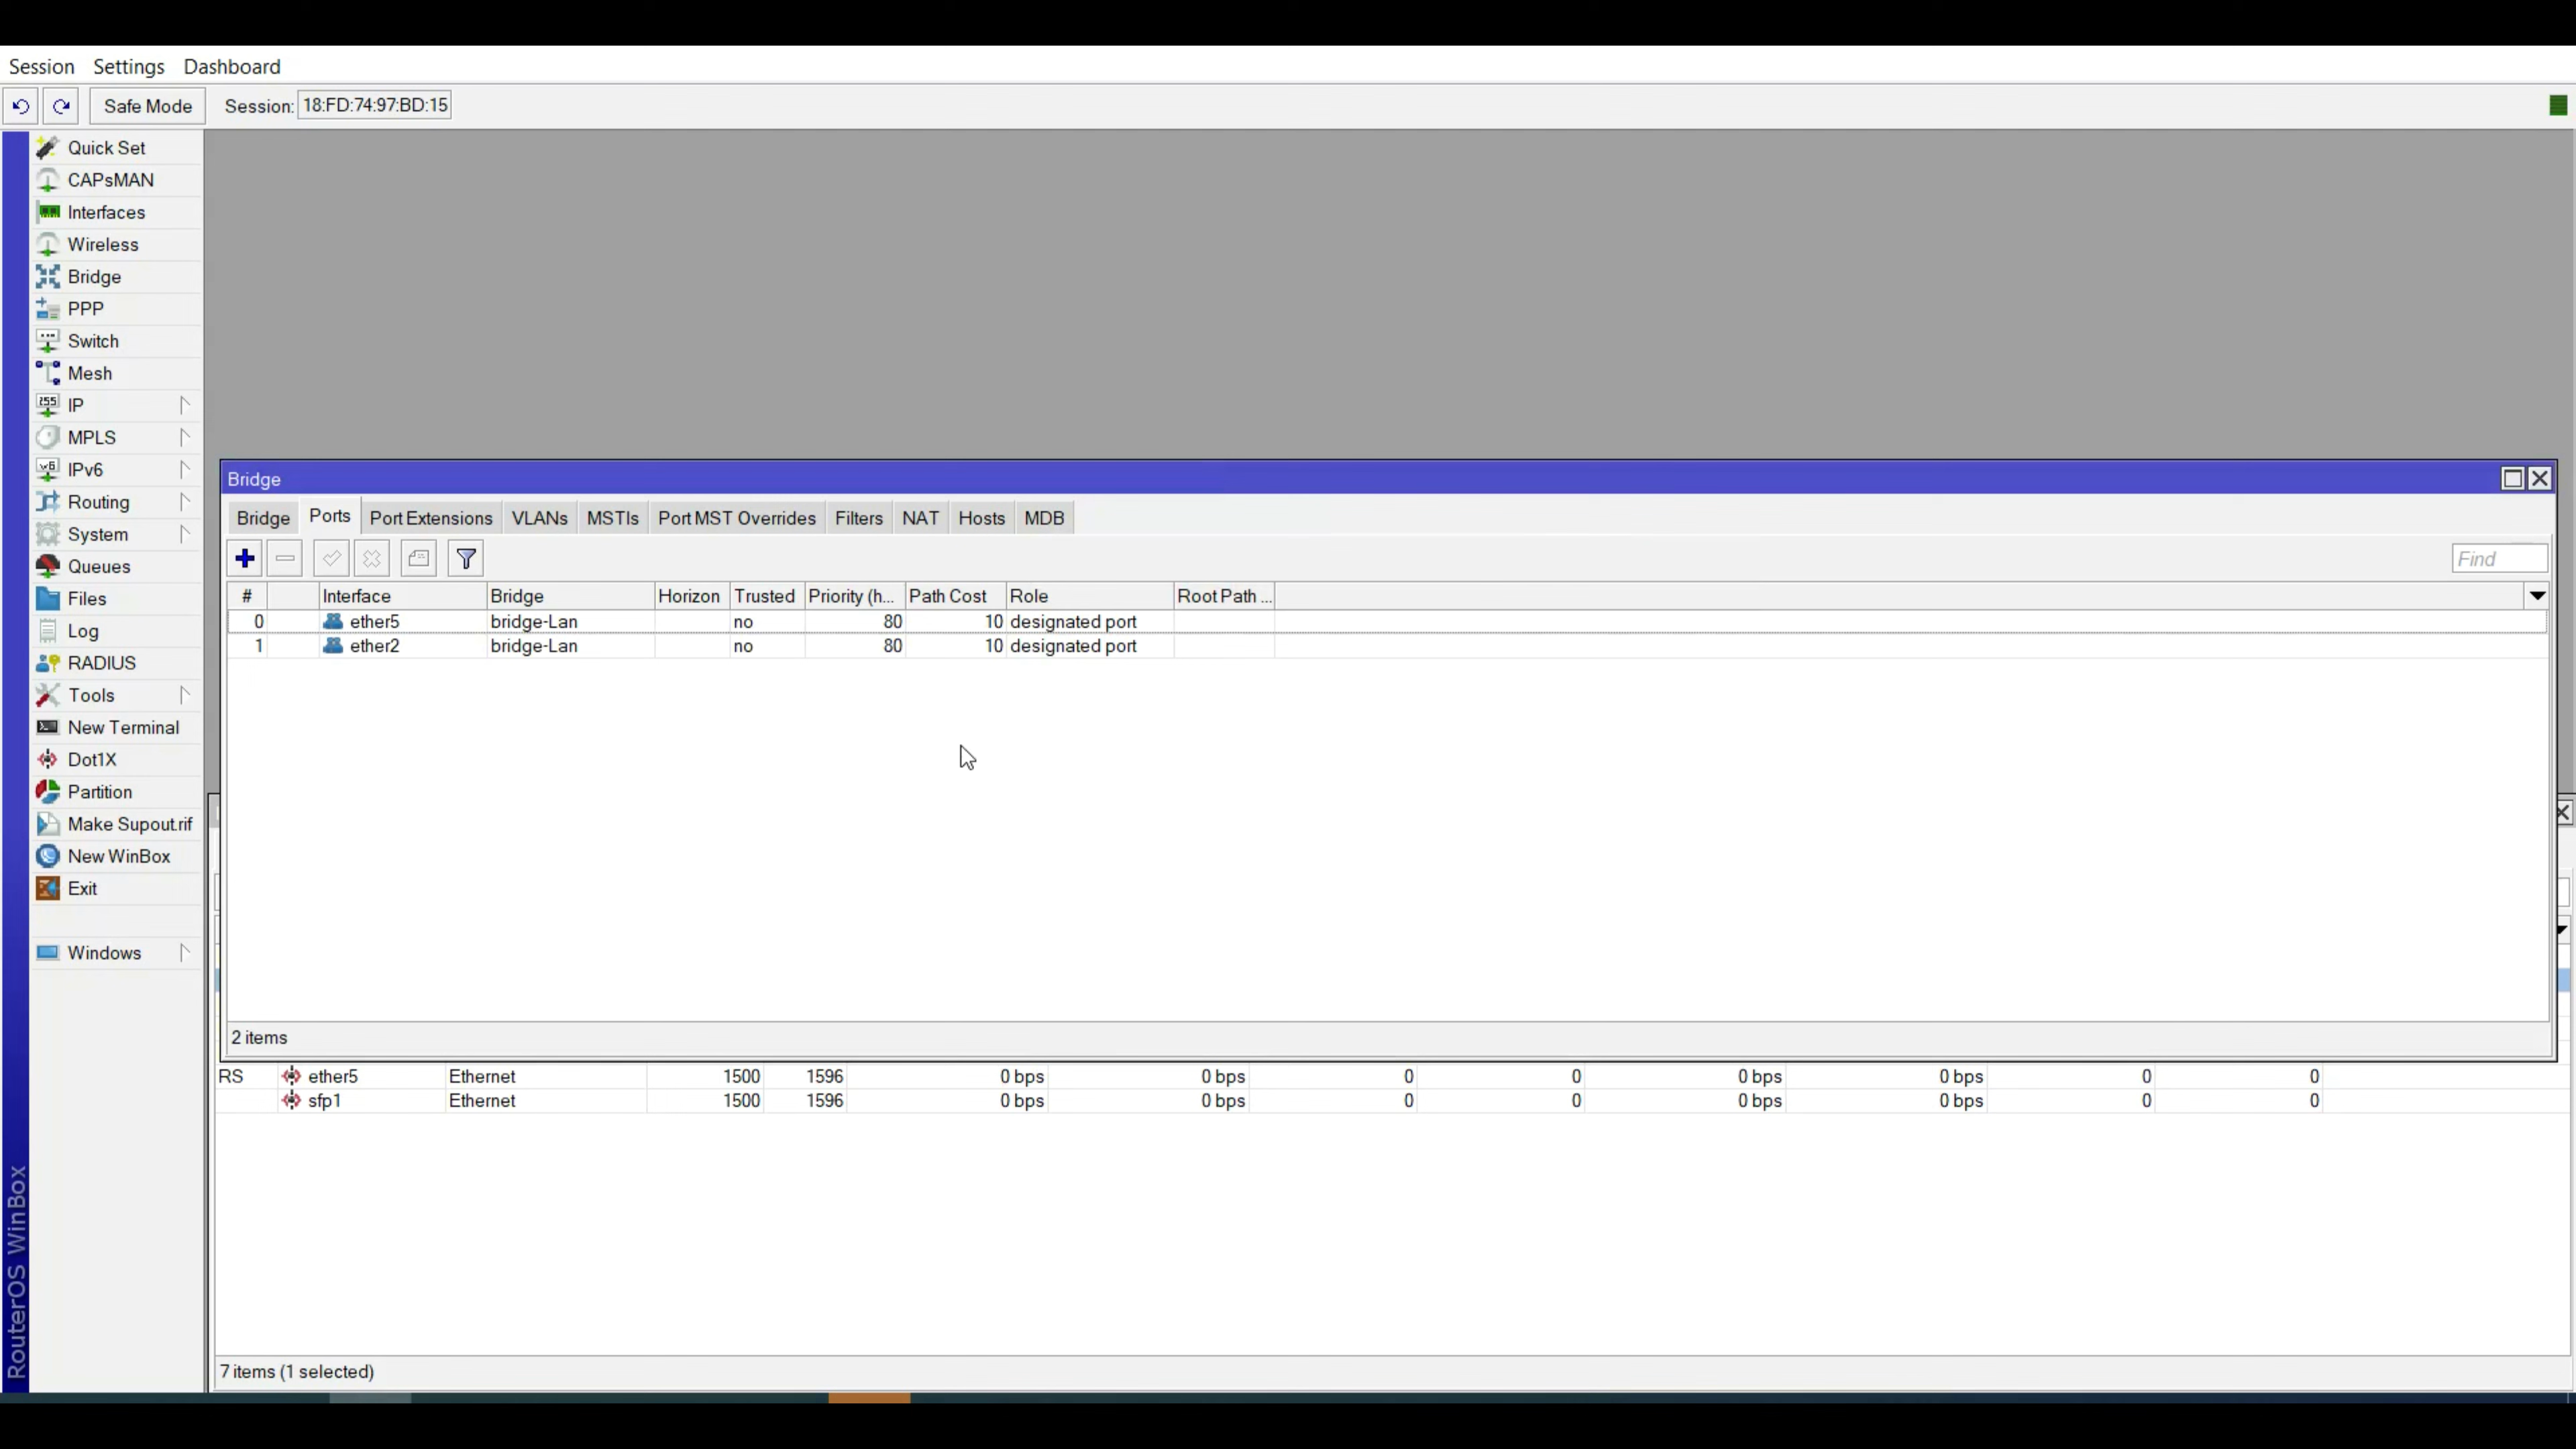 Session Settings Dashboard
Safe Mode Session: 18:FD:74:97:BD:15
Quick Set
CAPsMAN
Interfaces
Wireless
Bridge
PPP
Switch
Mesh
IP
MPLS
IPv6
Routing
System
Queues
Files
Log
RADIUS
Tools
New Terminal
Dot1X
Partition
Make Supout.rif
New WinBox
Exit
Windows
RouterOS WinBox
Bridge
Bridge Ports Port Extensions VLANs MSTIs Port MST Overrides Filters NAT Hosts MDB
Find
# Interface Bridge Horizon Trusted Priority (h... Path Cost Role Root Path ...
0 ether5 bridge-Lan no 80 10 designated port
1 ether2 bridge-Lan no 80 10 designated port
2 items
RS ether5 Ethernet 1500 1596 0 bps 0 bps 0 0 0 bps 0 bps 0 0
sfp1 Ethernet 1500 1596 0 bps 0 bps 0 0 0 bps 0 bps 0 0
7 items (1 selected)